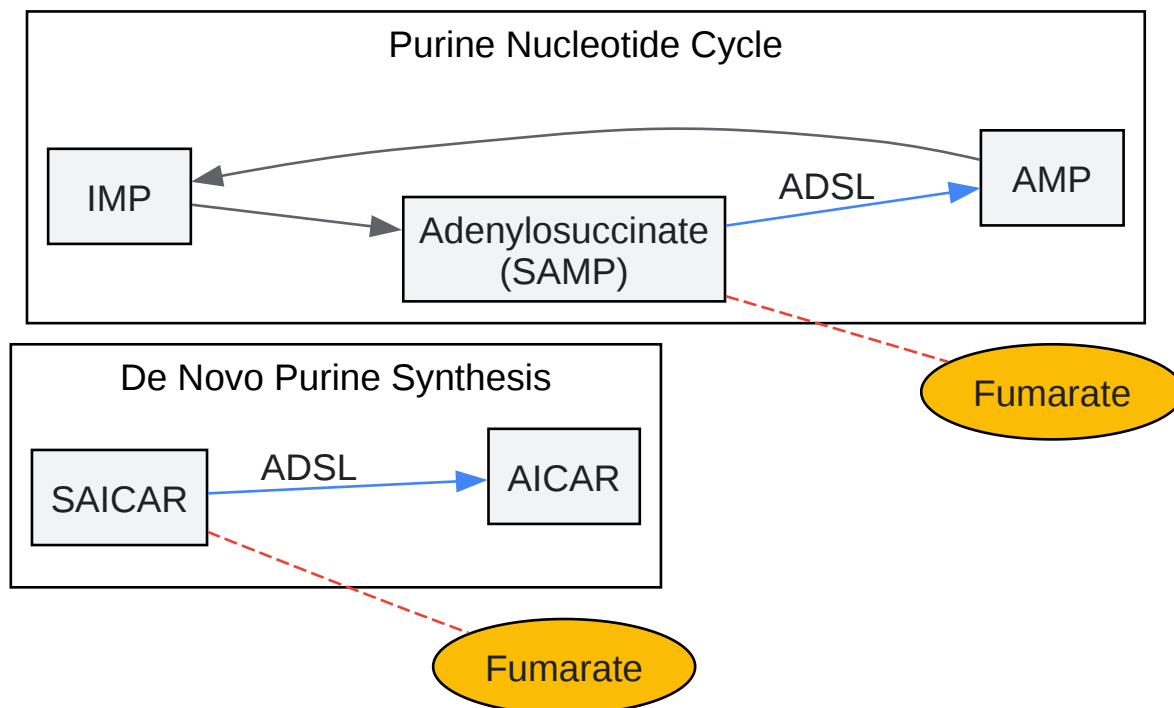 Purine Nucleotide Cycle
IMP
Adenylosuccinate
(SAMP)
ADSL
AMP
Fumarate
De Novo Purine Synthesis
SAICAR
ADSL
AICAR
Fumarate